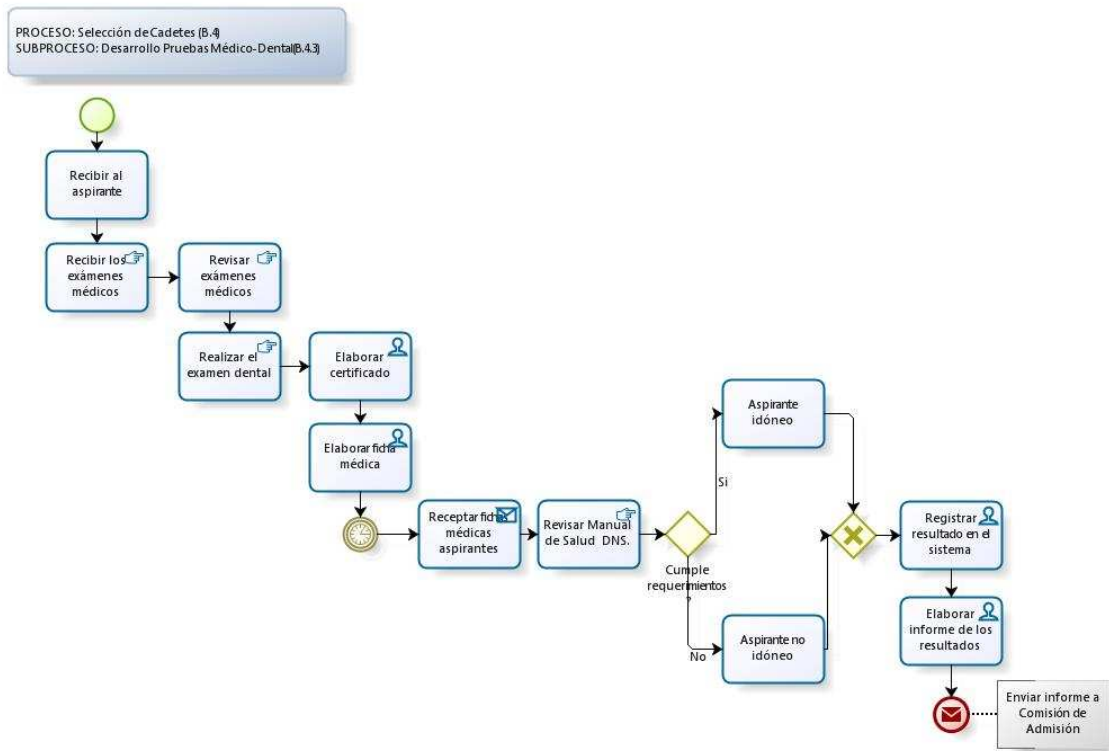 PROCESO: Selección de Cadetes (B.4)
SUBPROCESO: Desarrollo Pruebas Médico-Dental(B.4.3)
Recibir al
aspirante
Recibir los
exámenes
médicos
Revisar
exámenes
médicos
Realizar el
examen dental
Elaborar
certificado
Elaborar ficha
médica
Receptar fichas
médicas
aspirantes
Revisar Manual
de Salud DNS.
Cumple
requerimientos
?
Si
No
Aspirante
idóneo
Aspirante no
idóneo
Registrar
resultado en el
sistema
Elaborar
informe de los
resultados
Enviar informe a
Comisión de
Admisión